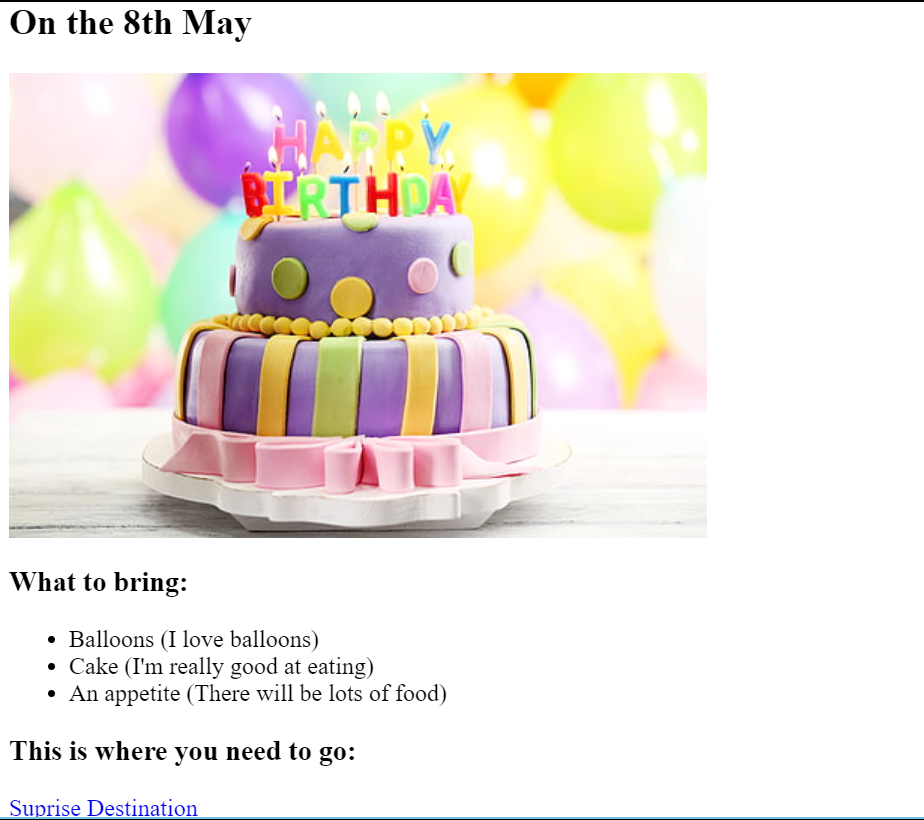 On the 8th May
HAPPY
BIRTHDAY
What to bring:
Balloons (I love balloons)
Cake (I'm really good at eating)
An appetite (There will be lots of food)
This is where you need to go:
Suprise Destination